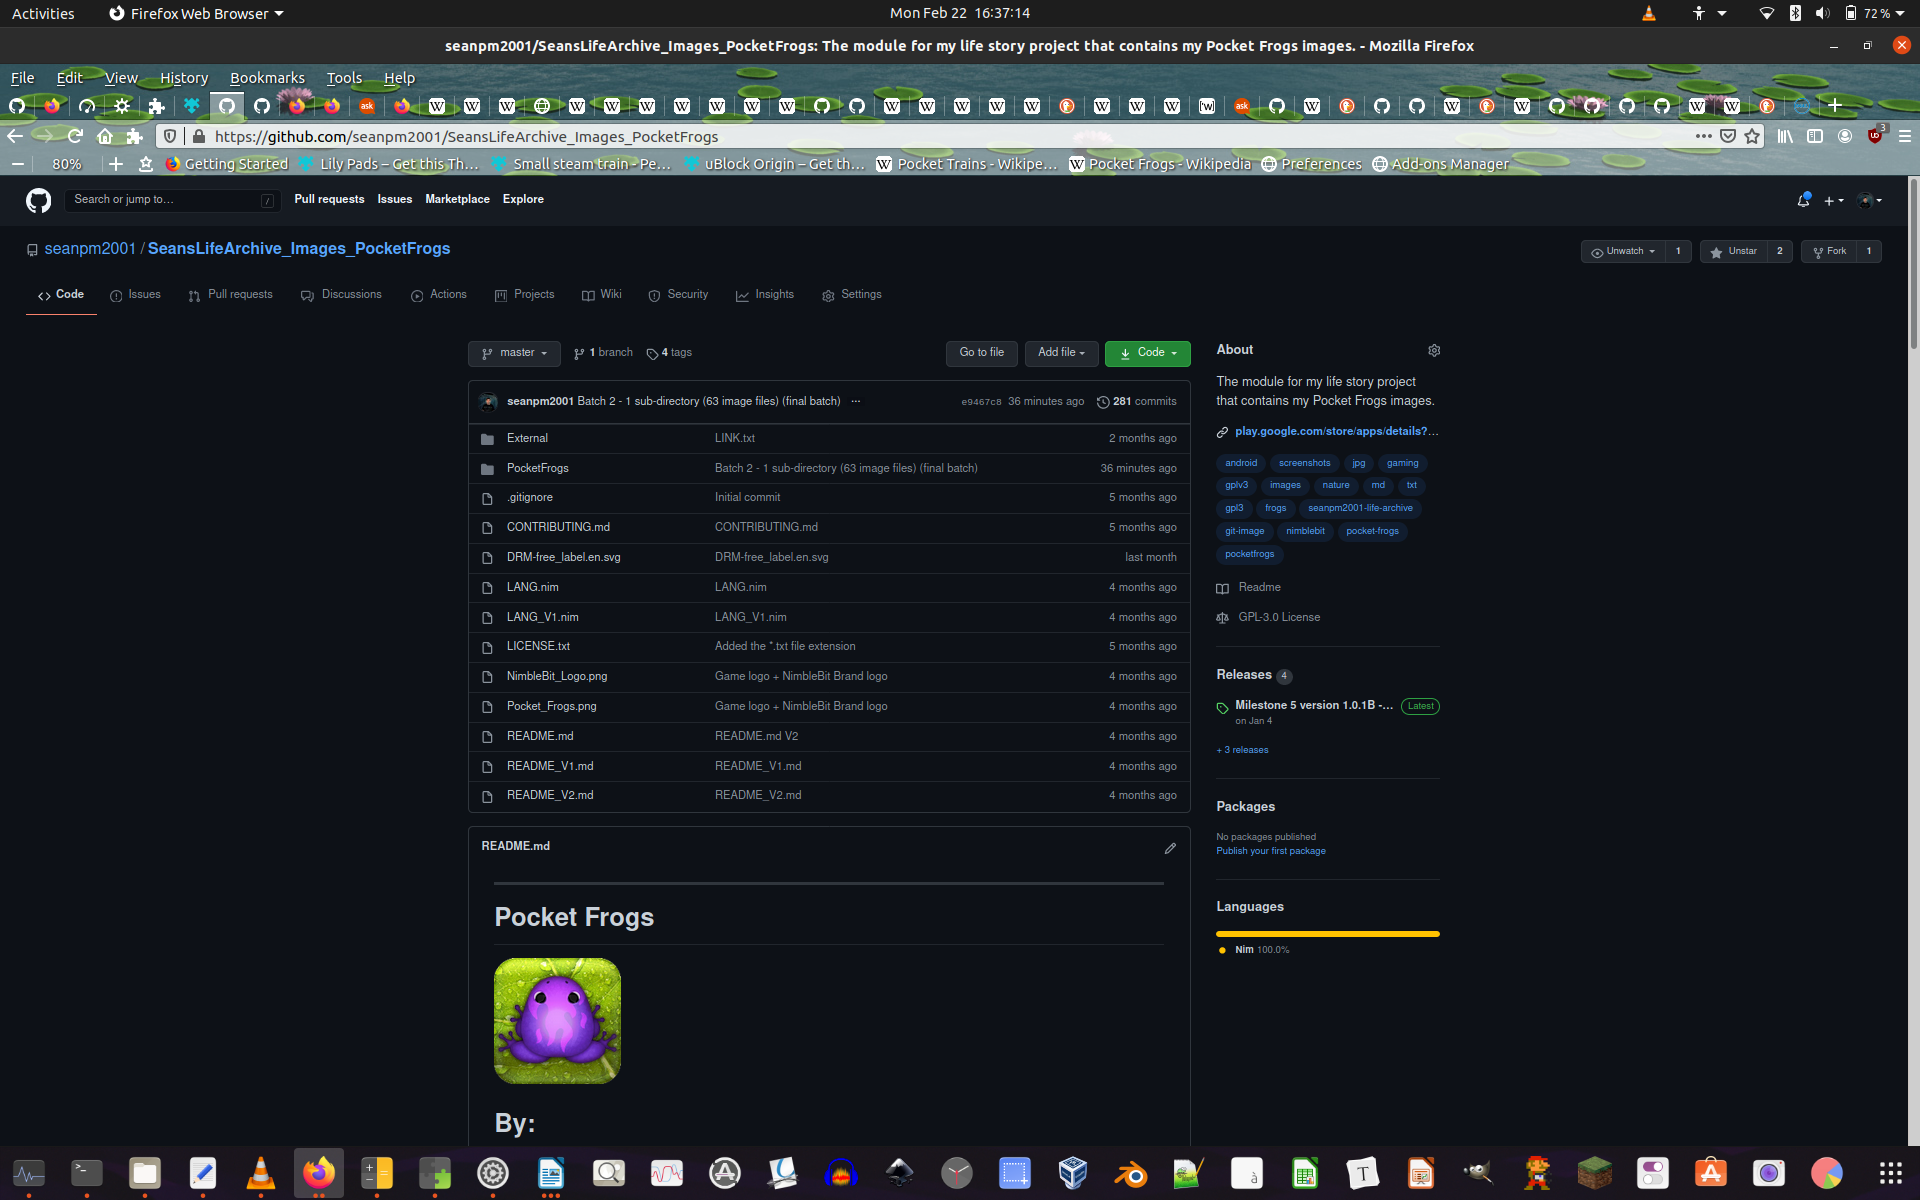 Activities
Firefox Web Browser
Mon Feb 22 16:37:14
72 %
seanpm2001/SeansLifeArchive_Images_PocketFrogs: The module for my life story project that contains my Pocket Frogs images. - Mozilla Firefox
File Edit View History Bookmarks Tools Help
https://github.com/seanpm2001/SeansLifeArchive_Images_PocketFrogs
3
80%
Getting Started
Lily Pads – Get this Th…
Small steam train - Pe…
uBlock Origin – Get th…
Pocket Trains - Wikipe…
Pocket Frogs - Wikipedia
Preferences
Add-ons Manager
Search or jump to…
/
Pull requests Issues Marketplace Explore
seanpm2001 / SeansLifeArchive_Images_PocketFrogs
Unwatch 1
Unstar 2
Fork 1
Code Issues Pull requests Discussions Actions Projects Wiki Security Insights Settings
master
1 branch
4 tags
Go to file
Add file
Code
seanpm2001 Batch 2 - 1 sub-directory (63 image files) (final batch) ...
e9467c8 36 minutes ago 281 commits
External LINK.txt 2 months ago
PocketFrogs Batch 2 - 1 sub-directory (63 image files) (final batch) 36 minutes ago
.gitignore Initial commit 5 months ago
CONTRIBUTING.md CONTRIBUTING.md 5 months ago
DRM-free_label.en.svg DRM-free_label.en.svg last month
LANG.nim LANG.nim 4 months ago
LANG_V1.nim LANG_V1.nim 4 months ago
LICENSE.txt Added the *.txt file extension 5 months ago
NimbleBit_Logo.png Game logo + NimbleBit Brand logo 4 months ago
Pocket_Frogs.png Game logo + NimbleBit Brand logo 4 months ago
README.md README.md V2 4 months ago
README_V1.md README_V1.md 4 months ago
README_V2.md README_V2.md 4 months ago
README.md
Pocket Frogs
By:
About
The module for my life story project
that contains my Pocket Frogs images.
play.google.com/store/apps/details?…
android screenshots jpg gaming
gplv3 images nature md txt
gpl3 frogs seanpm2001-life-archive
git-image nimblebit pocket-frogs
pocketfrogs
Readme
GPL-3.0 License
Releases 4
Milestone 5 version 1.0.1B -… Latest
on Jan 4
+ 3 releases
Packages
No packages published
Publish your first package
Languages
Nim 100.0%